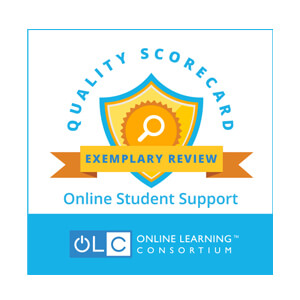 QUALITY SCORECARD
EXEMPLARY REVIEW
Online Student Support
OLC ONLINE LEARNING™
CONSORTIUM